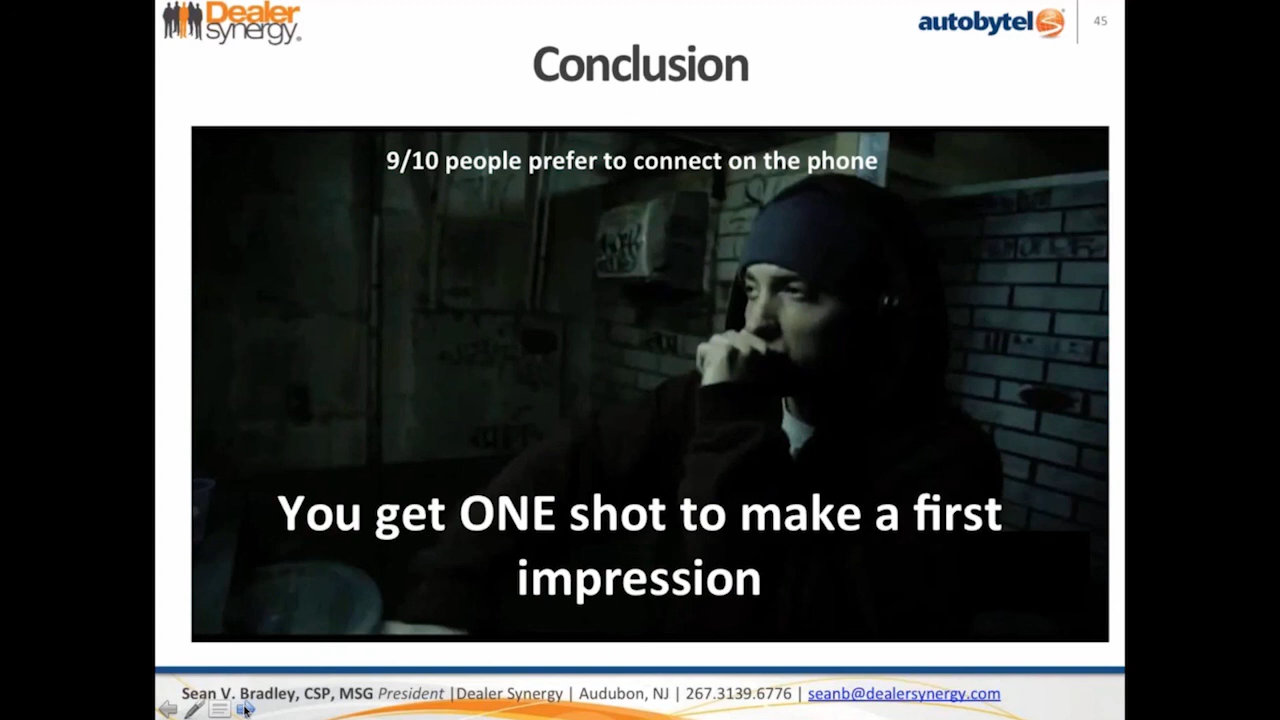 Dealer
synergy.
autobytel
45
Conclusion
9/10 people prefer to connect on the phone
You get ONE shot to make a first
impression
Sean V. Bradley, CSP, MSG President |Dealer Synergy | Audubon, NJ | 267.3139.6776 | seanb@dealersynergy.com